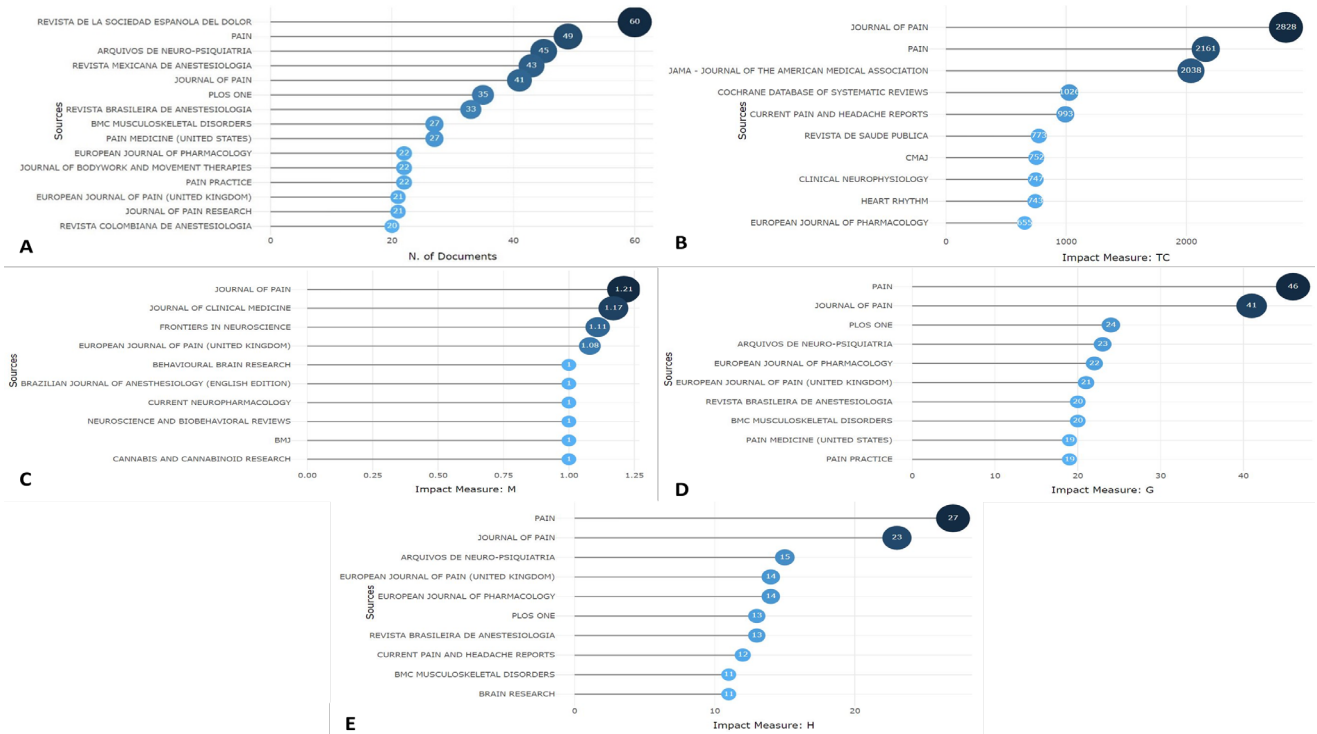 REVISTA DE LA SOCIEDAD ESPANOLA DEL DOLOR 60
PAIN 49
ARQUIVOS DE NEURO-PSIQUIATRIA 45
REVISTA MEXICANA DE ANESTESIOLOGIA 43
JOURNAL OF PAIN 41
PLOS ONE 35
REVISTA BRASILEIRA DE ANESTESIOLOGIA 33
BMC MUSCULOSKELETAL DISORDERS 27
PAIN MEDICINE (UNITED STATES) 27
EUROPEAN JOURNAL OF PHARMACOLOGY 22
JOURNAL OF BODYWORK AND MOVEMENT THERAPIES 22
PAIN PRACTICE 22
EUROPEAN JOURNAL OF PAIN (UNITED KINGDOM) 21
JOURNAL OF PAIN RESEARCH 21
REVISTA COLOMBIANA DE ANESTESIOLOGIA 20
Sources
0 20 40 60
N. of Documents
A
JOURNAL OF PAIN 2828
PAIN 2161
JAMA - JOURNAL OF THE AMERICAN MEDICAL ASSOCIATION 2038
COCHRANE DATABASE OF SYSTEMATIC REVIEWS 1026
CURRENT PAIN AND HEADACHE REPORTS 993
REVISTA DE SAUDE PUBLICA 773
CMAJ 752
CLINICAL NEUROPHYSIOLOGY 747
HEART RHYTHM 743
EUROPEAN JOURNAL OF PHARMACOLOGY 655
Sources
0 1000 2000
Impact Measure: TC
B
JOURNAL OF PAIN 1.21
JOURNAL OF CLINICAL MEDICINE 1.17
FRONTIERS IN NEUROSCIENCE 1.11
EUROPEAN JOURNAL OF PAIN (UNITED KINGDOM) 1.08
BEHAVIOURAL BRAIN RESEARCH 1
BRAZILIAN JOURNAL OF ANESTHESIOLOGY (ENGLISH EDITION) 1
CURRENT NEUROPHARMACOLOGY 1
NEUROSCIENCE AND BIOBEHAVIORAL REVIEWS 1
BMJ 1
CANNABIS AND CANNABINOID RESEARCH 1
Sources
0.00 0.25 0.50 0.75 1.00 1.25
Impact Measure: M
C
PAIN 46
JOURNAL OF PAIN 41
PLOS ONE 24
ARQUIVOS DE NEURO-PSIQUIATRIA 23
EUROPEAN JOURNAL OF PHARMACOLOGY 22
EUROPEAN JOURNAL OF PAIN (UNITED KINGDOM) 21
REVISTA BRASILEIRA DE ANESTESIOLOGIA 20
BMC MUSCULOSKELETAL DISORDERS 20
PAIN MEDICINE (UNITED STATES) 19
PAIN PRACTICE 19
Sources
0 10 20 30 40
Impact Measure: G
D
PAIN 27
JOURNAL OF PAIN 23
ARQUIVOS DE NEURO-PSIQUIATRIA 15
EUROPEAN JOURNAL OF PAIN (UNITED KINGDOM) 14
EUROPEAN JOURNAL OF PHARMACOLOGY 14
PLOS ONE 13
REVISTA BRASILEIRA DE ANESTESIOLOGIA 13
CURRENT PAIN AND HEADACHE REPORTS 12
BMC MUSCULOSKELETAL DISORDERS 11
BRAIN RESEARCH 11
Sources
0 10 20
Impact Measure: H
E